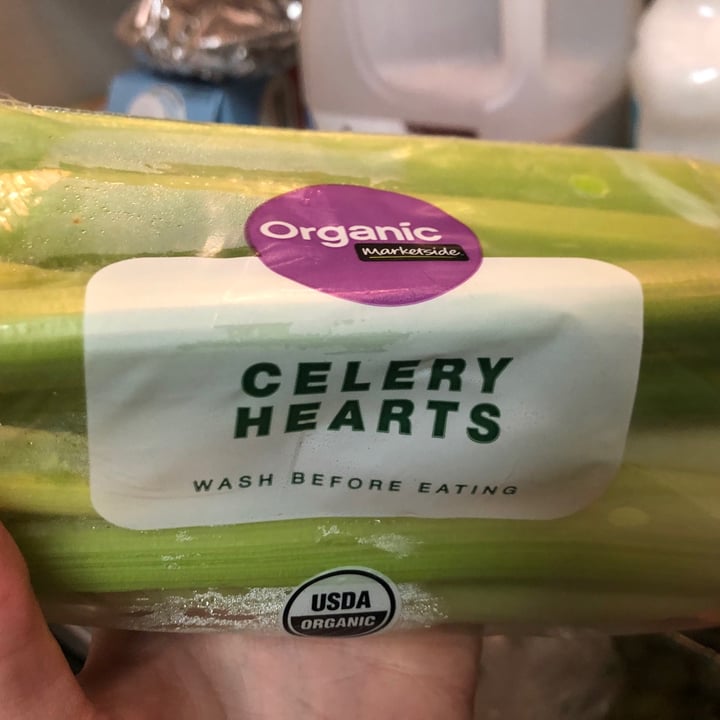 Organic
Marketside
CELERY
HEARTS
WASH BEFORE EATING
USDA
ORGANIC